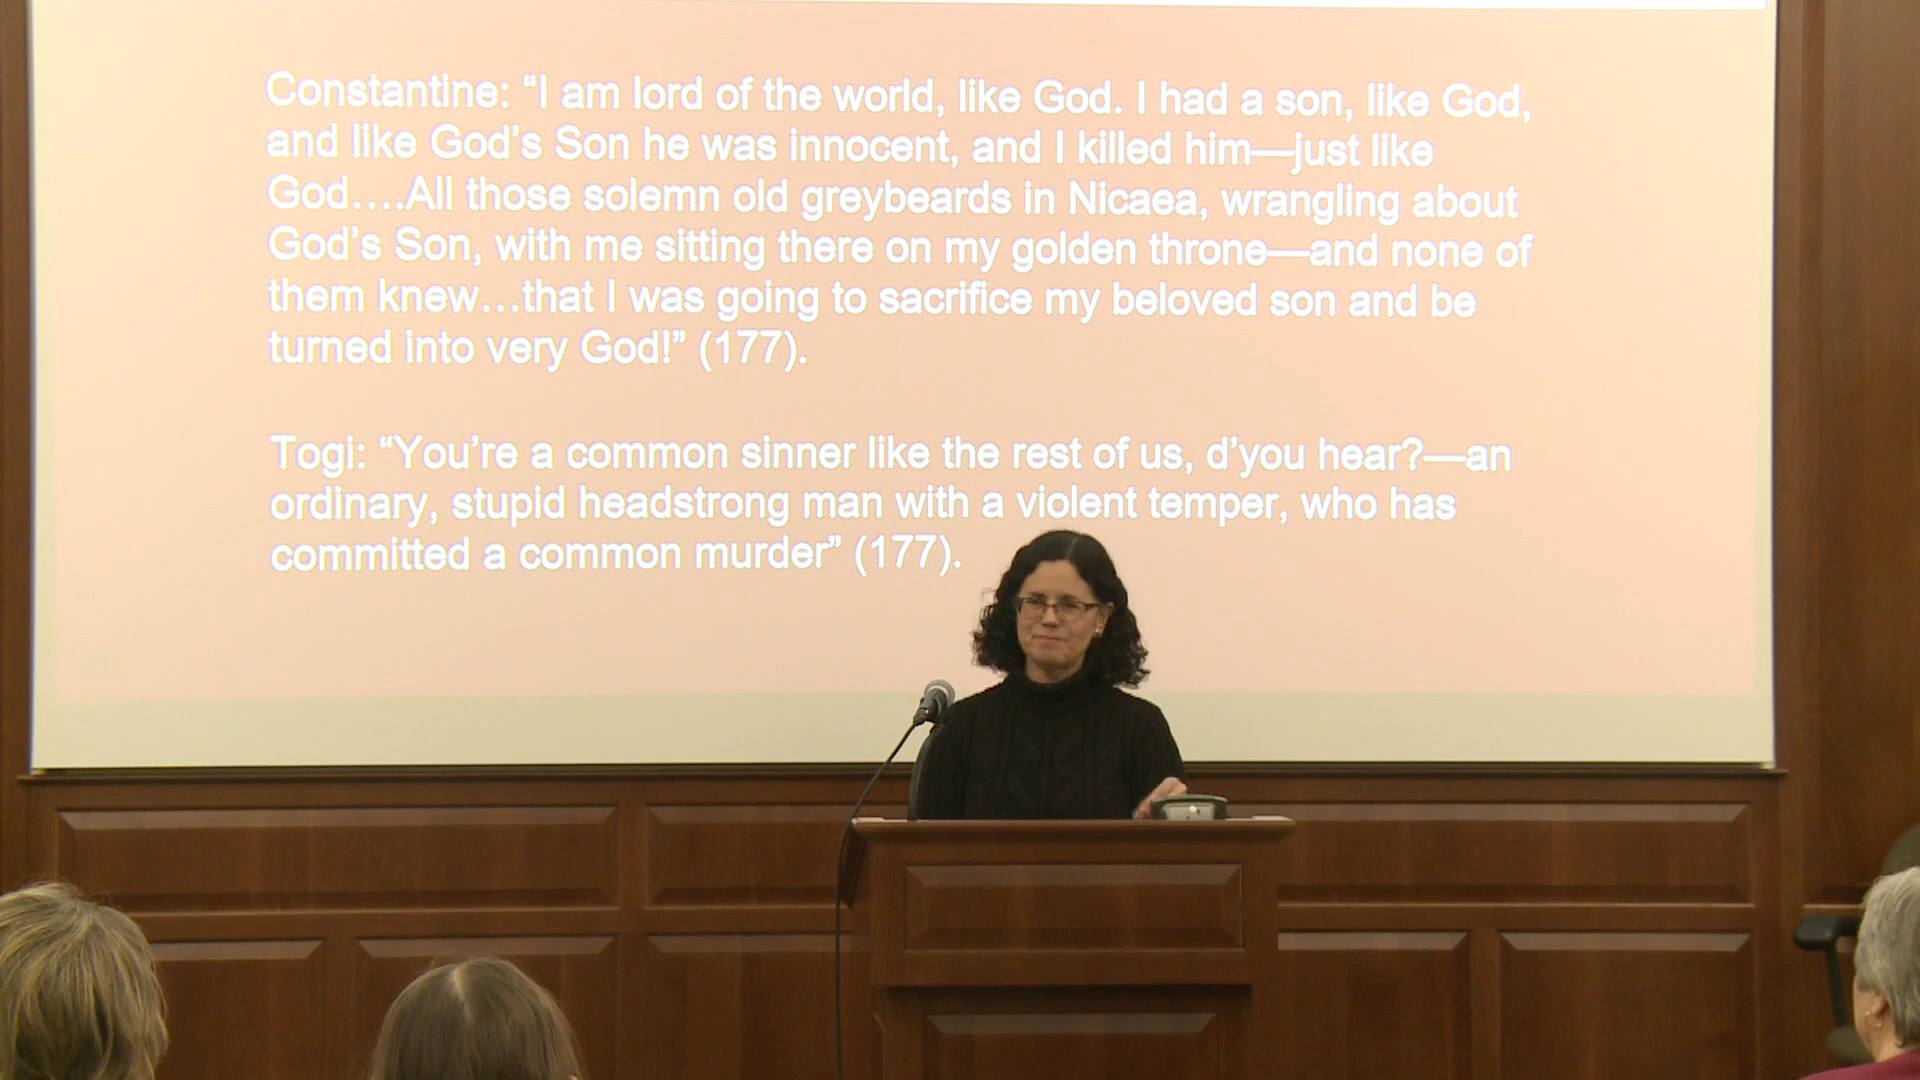 Constantine: “I am lord of the world, like God. I had a son, like God,
and like God’s Son he was innocent, and I killed him—just like
God….All those solemn old greybeards in Nicaea, wrangling about
God’s Son, with me sitting there on my golden throne—and none of
them knew…that I was going to sacrifice my beloved son and be
turned into very God!” (177).
Togi: “You’re a common sinner like the rest of us, d’you hear?—an
ordinary, stupid headstrong man with a violent temper, who has
committed a common murder” (177).